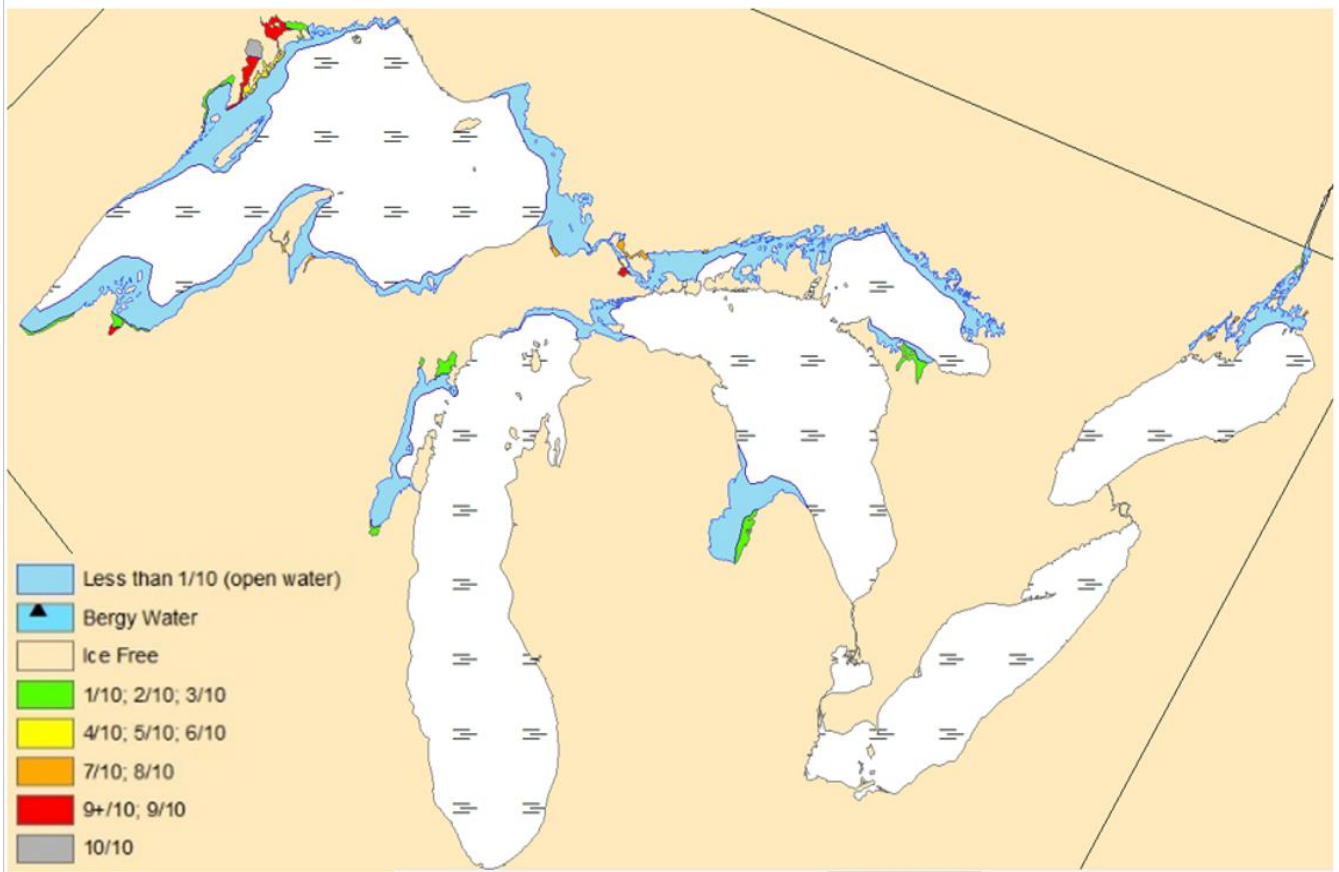 Less than 1/10 (open water)
Bergy Water
Ice Free
1/10; 2/10; 3/10
4/10; 5/10; 6/10
7/10; 8/10
9+/10; 9/10
10/10